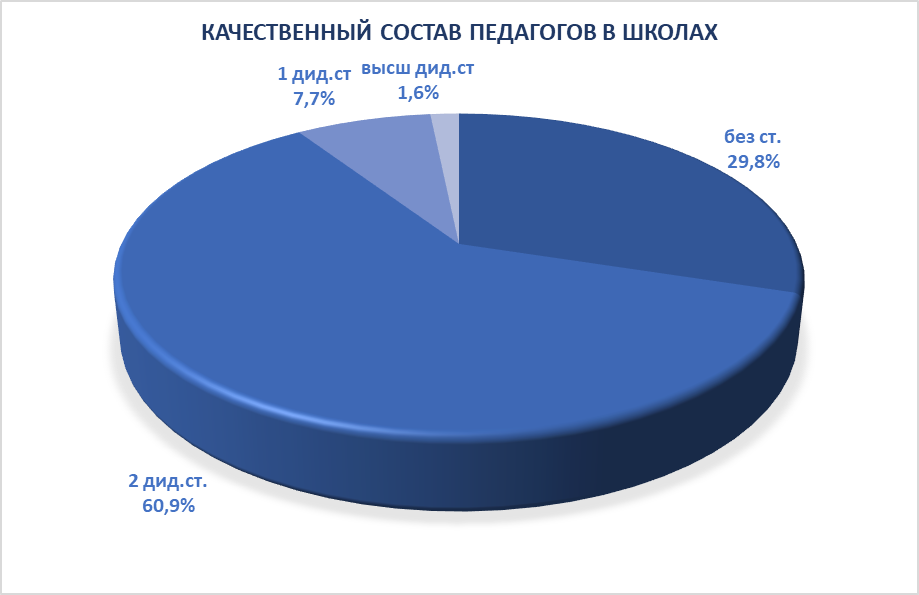 КАЧЕСТВЕННЫЙ СОСТАВ ПЕДАГОГОВ В ШКОЛАХ
1 дид.ст
7,7%
высш дид.ст
1,6%
без ст.
29,8%
2 дид.ст.
60,9%